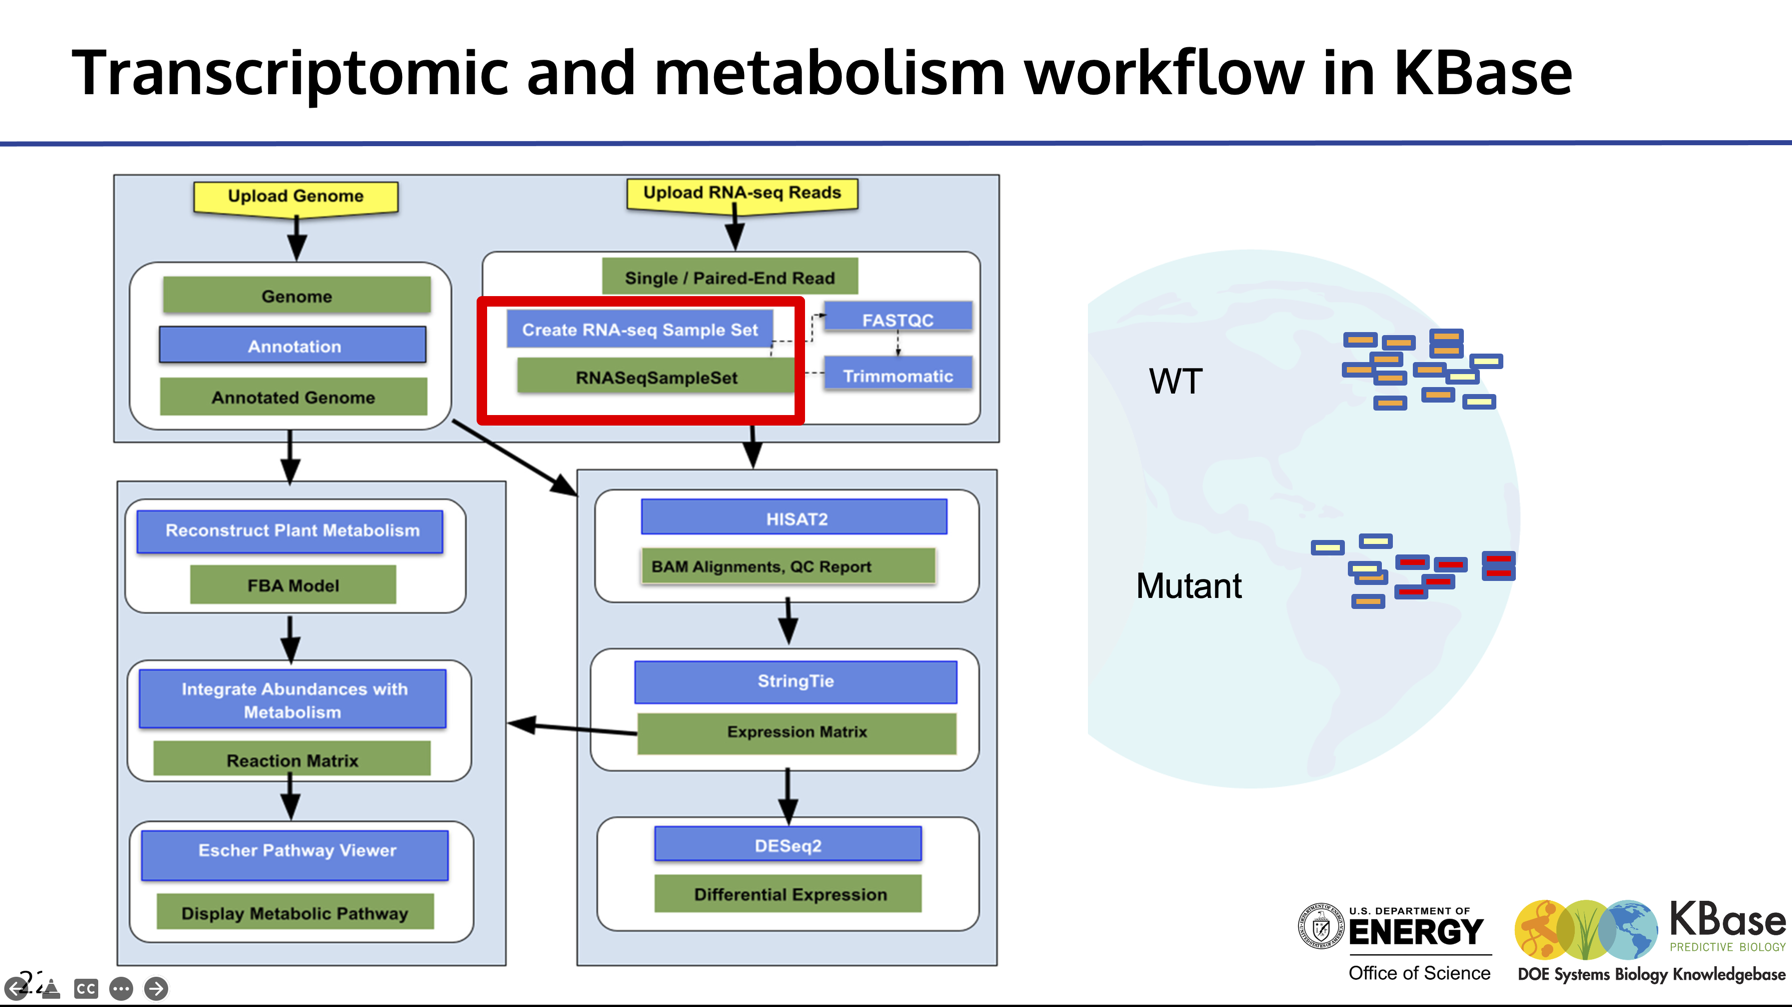 Transcriptomic and metabolism workflow in KBase
Upload Genome
Upload RNA-seq Reads
Genome
Annotation
Annotated Genome
Single / Paired-End Read
Create RNA-seq Sample Set
RNASeqSampleSet
FASTQC
Trimmomatic
Reconstruct Plant Metabolism
FBA Model
Integrate Abundances with
Metabolism
Reaction Matrix
Escher Pathway Viewer
Display Metabolic Pathway
HISAT2
BAM Alignments, QC Report
StringTie
Expression Matrix
DESeq2
Differential Expression
WT
Mutant
U.S. DEPARTMENT OF
ENERGY
Office of Science
KBase
PREDICTIVE BIOLOGY
DOE Systems Biology Knowledgebase
CC